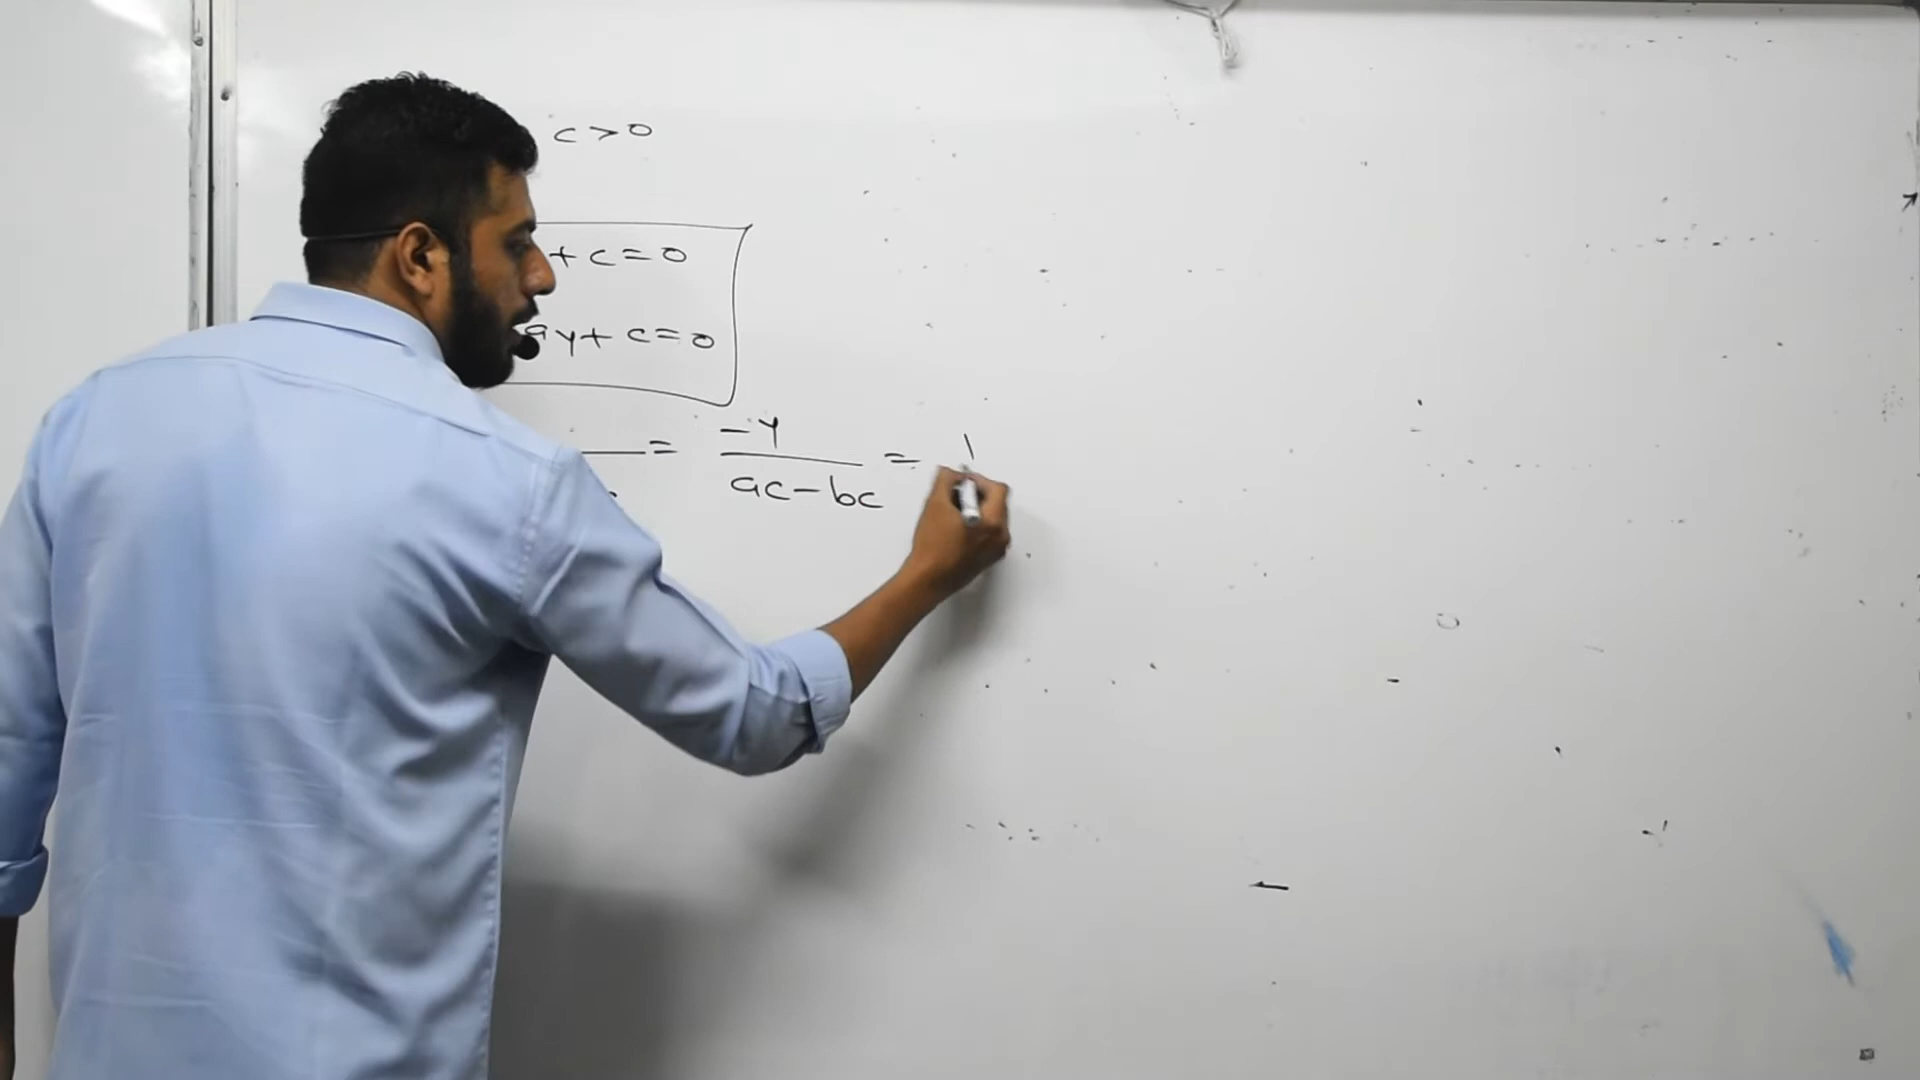 c>0
+c=0
ay+c=0
= -y/ac-bc = 1